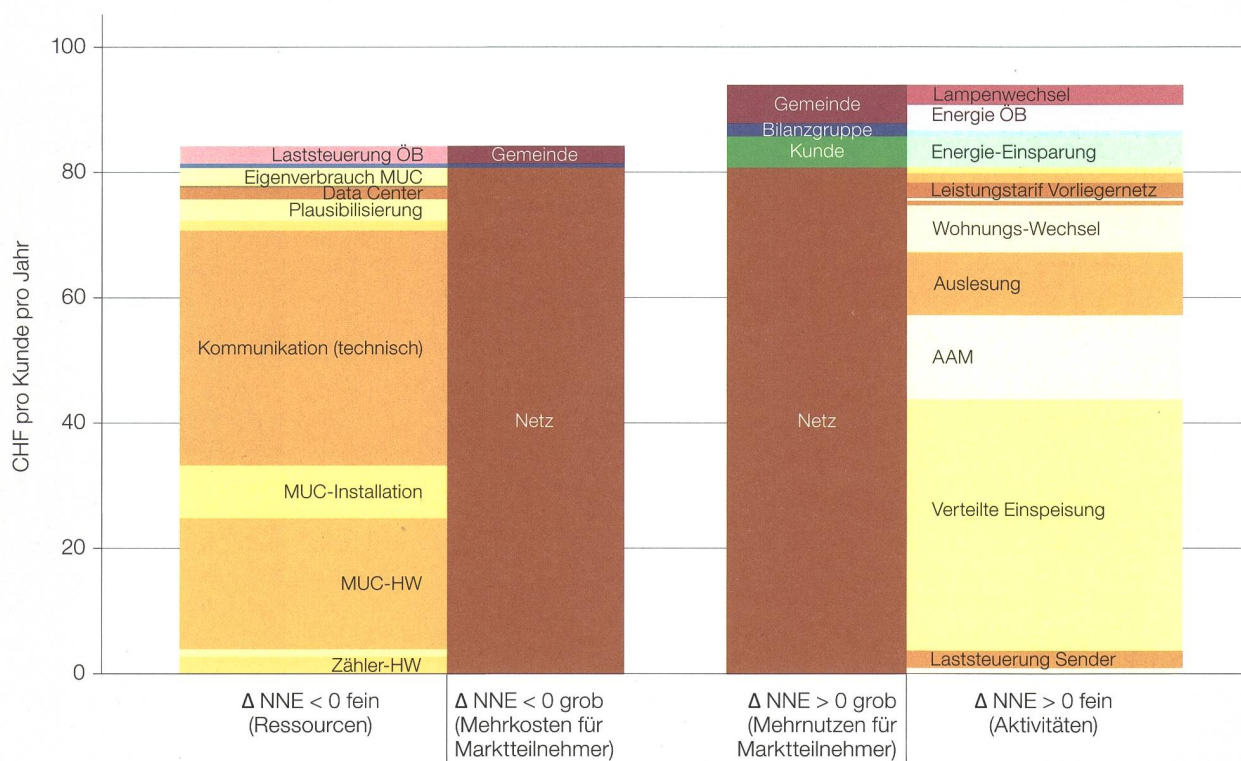 CHF pro Kunde pro Jahr
100
80
60
40
20
0
Laststeuerung ÖB
Eigenverbrauch MUC
Data Center
Plausibilisierung
Kommunikation (technisch)
MUC-Installation
MUC-HW
Zähler-HW
Gemeinde
Netz
Gemeinde
Bilanzgruppe
Kunde
Netz
Lampenwechsel
Energie ÖB
Energie-Einsparung
Leistungstarif Vorliegernetz
Wohnungs-Wechsel
Auslesung
AAM
Verteilte Einspeisung
Laststeuerung Sender
Δ NNE < 0 fein
(Ressourcen)
Δ NNE < 0 grob
(Mehrkosten für
Marktteilnehmer)
Δ NNE > 0 grob
(Mehrnutzen für
Marktteilnehmer)
Δ NNE > 0 fein
(Aktivitäten)